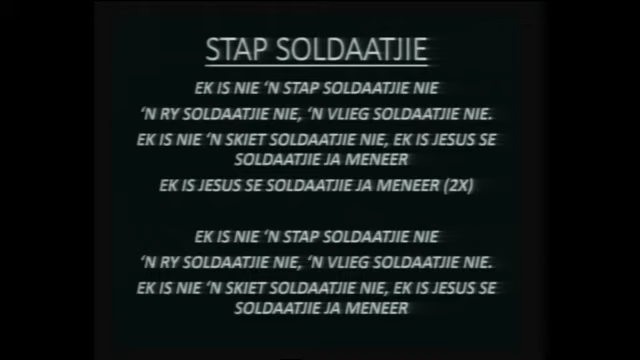 STAP SOLDAATJIE
EK IS NIE ‘N STAP SOLDAATJIE NIE
‘N RY SOLDAATJIE NIE, ‘N VLIEG SOLDAATJIE NIE.
EK IS NIE ‘N SKIET SOLDAATJIE NIE, EK IS JESUS SE
SOLDAATJIE JA MENEER
EK IS JESUS SE SOLDAATJIE JA MENEER (2X)
EK IS NIE ‘N STAP SOLDAATJIE NIE
‘N RY SOLDAATJIE NIE, ‘N VLIEG SOLDAATJIE NIE.
EK IS NIE ‘N SKIET SOLDAATJIE NIE, EK IS JESUS SE
SOLDAATJIE JA MENEER